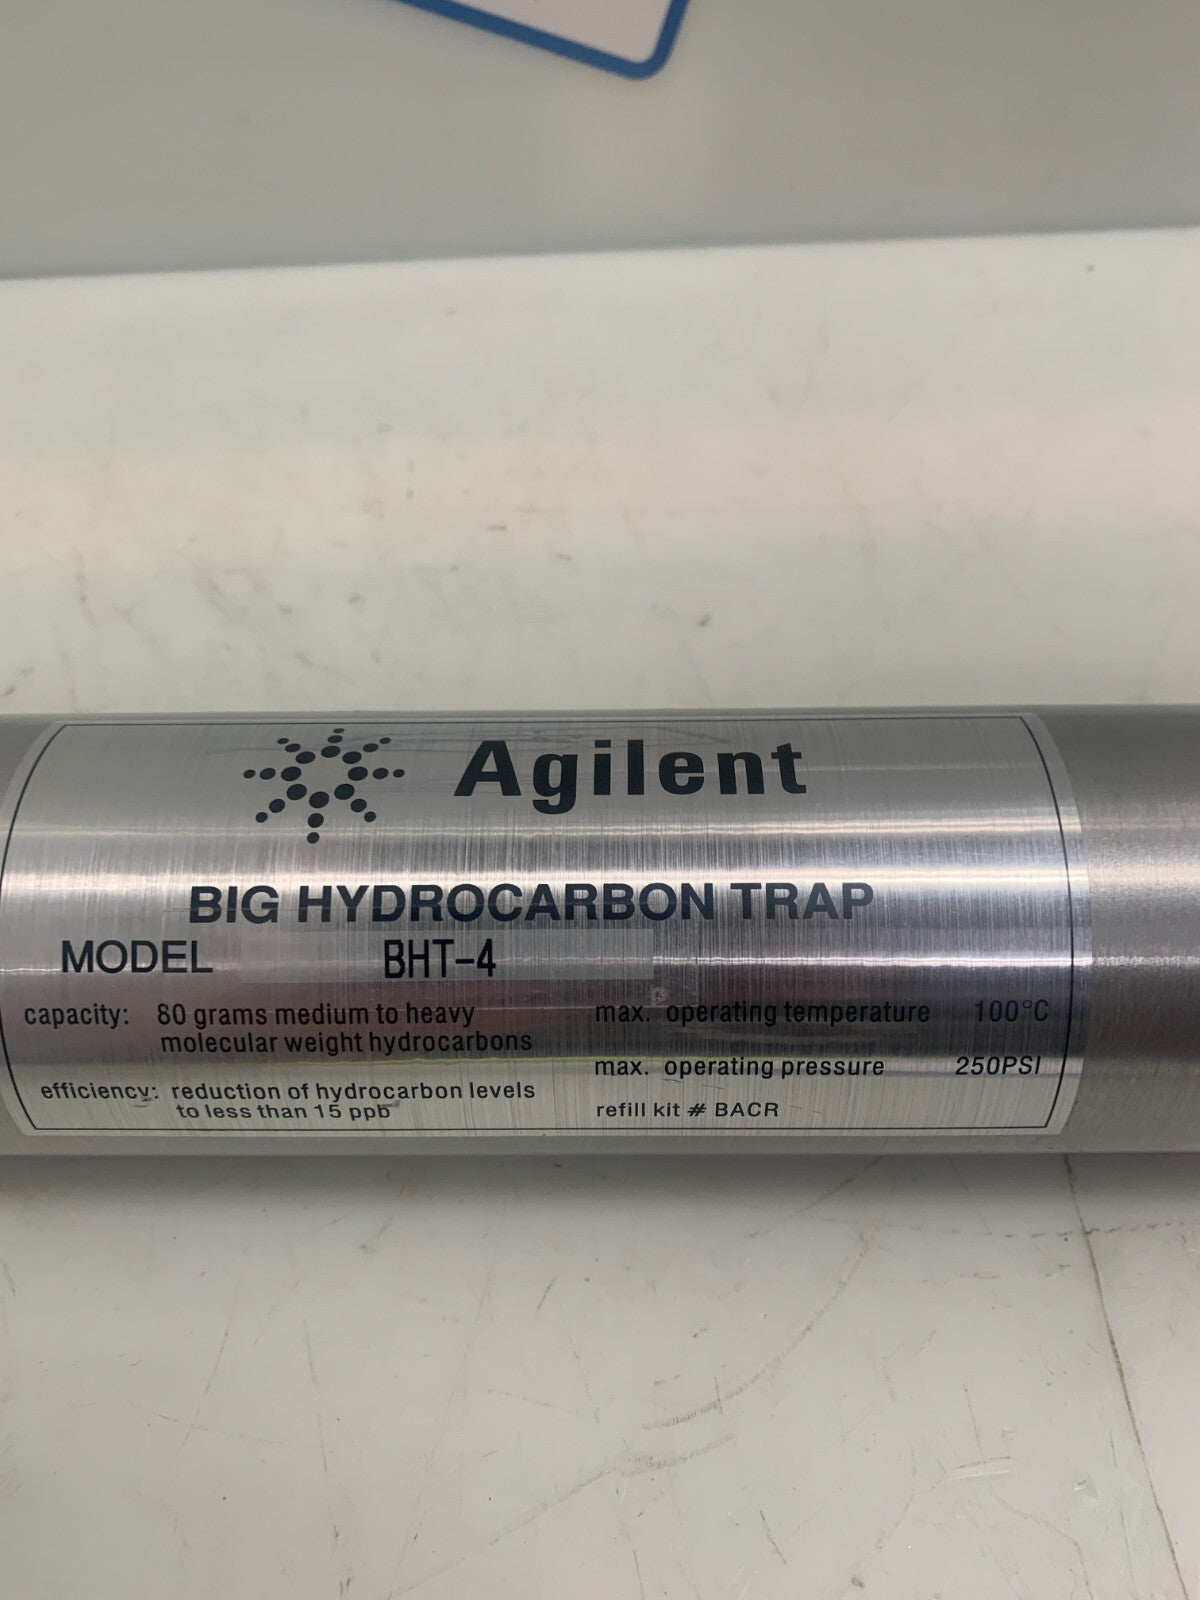 Agilent
BIG HYDROCARBON TRAP
MODEL BHT-4
capacity: 80 grams medium to heavy
molecular weight hydrocarbons
efficiency: reduction of hydrocarbon levels
to less than 15 ppb
max. operating temperature 100°C
max. operating pressure 250PSI
refill kit # BACR